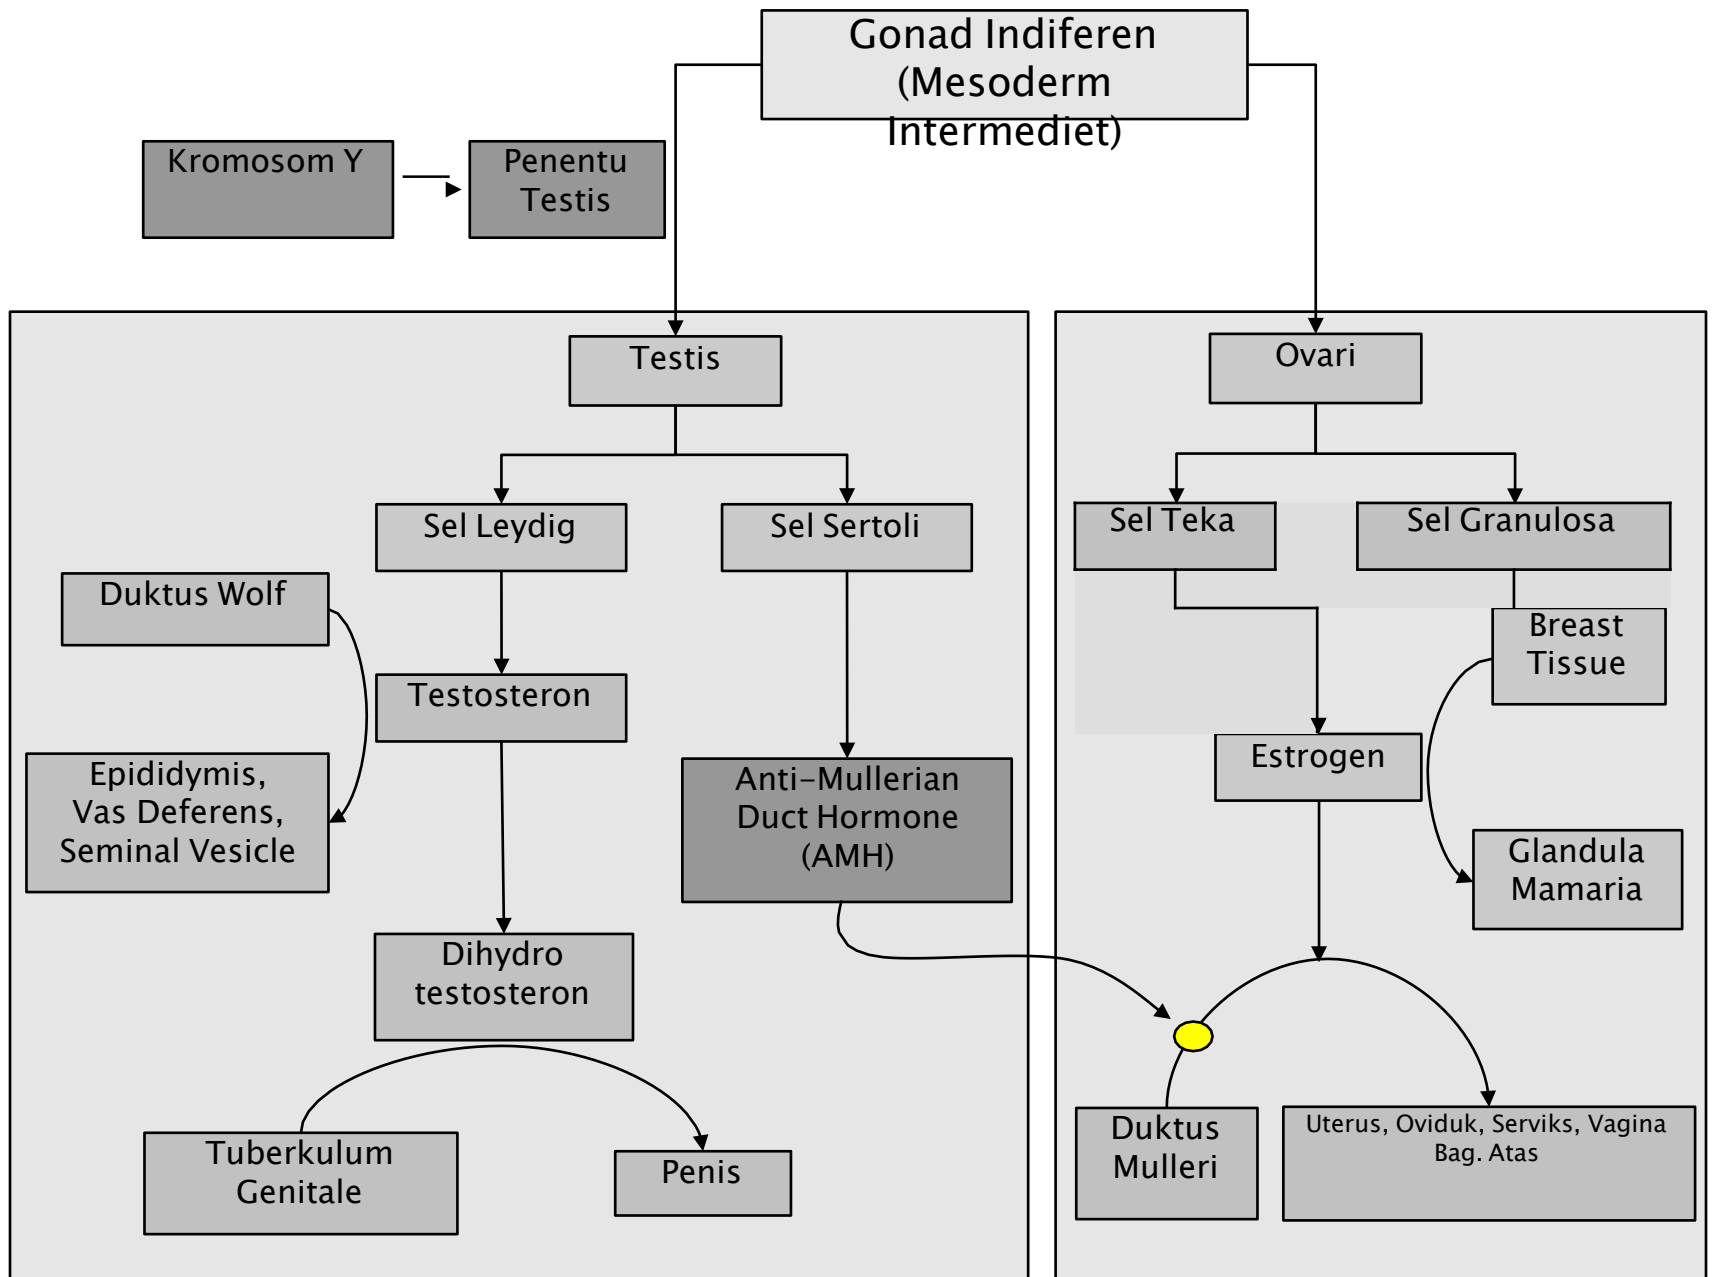 Gonad Indiferen
(Mesoderm
Intermediet)
Kromosom Y
Penentu
Testis
Testis
Ovari
Sel Leydig
Sel Sertoli
Sel Teka
Sel Granulosa
Duktus Wolf
Breast
Tissue
Testosteron
Estrogen
Epididymis,
Vas Deferens,
Seminal Vesicle
Anti-Mullerian
Duct Hormone
(AMH)
Glandula
Mamaria
Dihydro
testosteron
Tuberkulum
Genitale
Penis
Duktus
Mulleri
Uterus, Oviduk, Serviks, Vagina
Bag. Atas